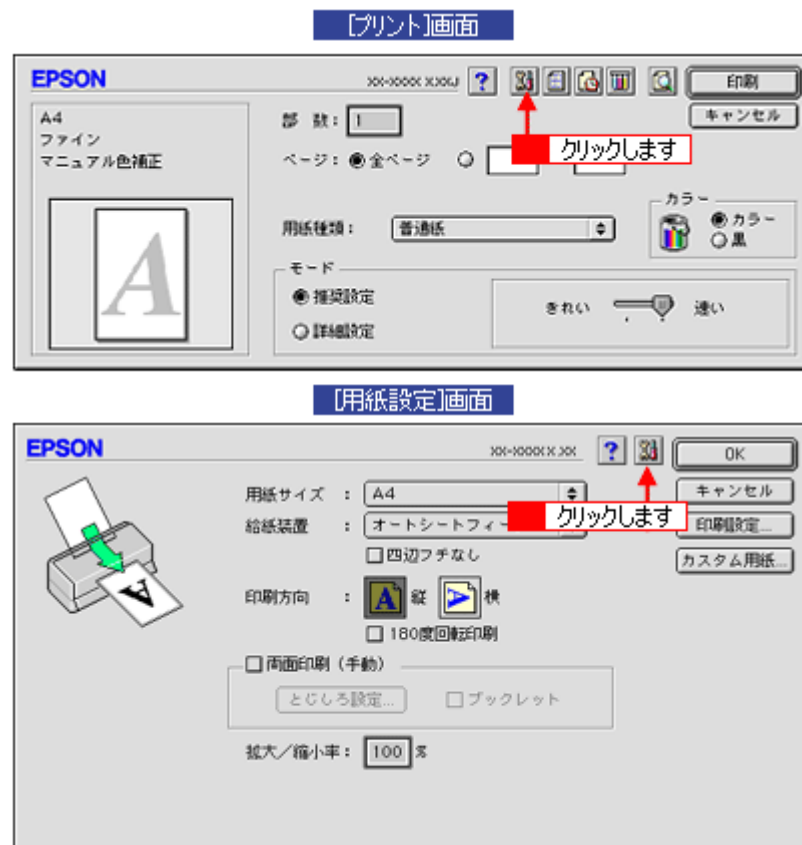 [プリント]画面
EPSON
XX-XXXX X.XXJ
?
印刷
キャンセル
A4
ファイン
マニュアル色補正
部 数： 1
クリックします
ページ： 全ページ
用紙種類： 普通紙
カラー
カラー
黒
モード
推奨設定
詳細設定
きれい
速い
A
[用紙設定]画面
EPSON
XX-XXXX X.XX
?
OK
キャンセル
印刷設定...
カスタム用紙...
用紙サイズ ： A4
クリックします
給紙装置 ： オートシートフィー
四辺フチなし
印刷方向 ： A 縦 A 横
180度回転印刷
両面印刷（手動）
とじしろ設定...
ブックレット
拡大／縮小率： 100 %
A